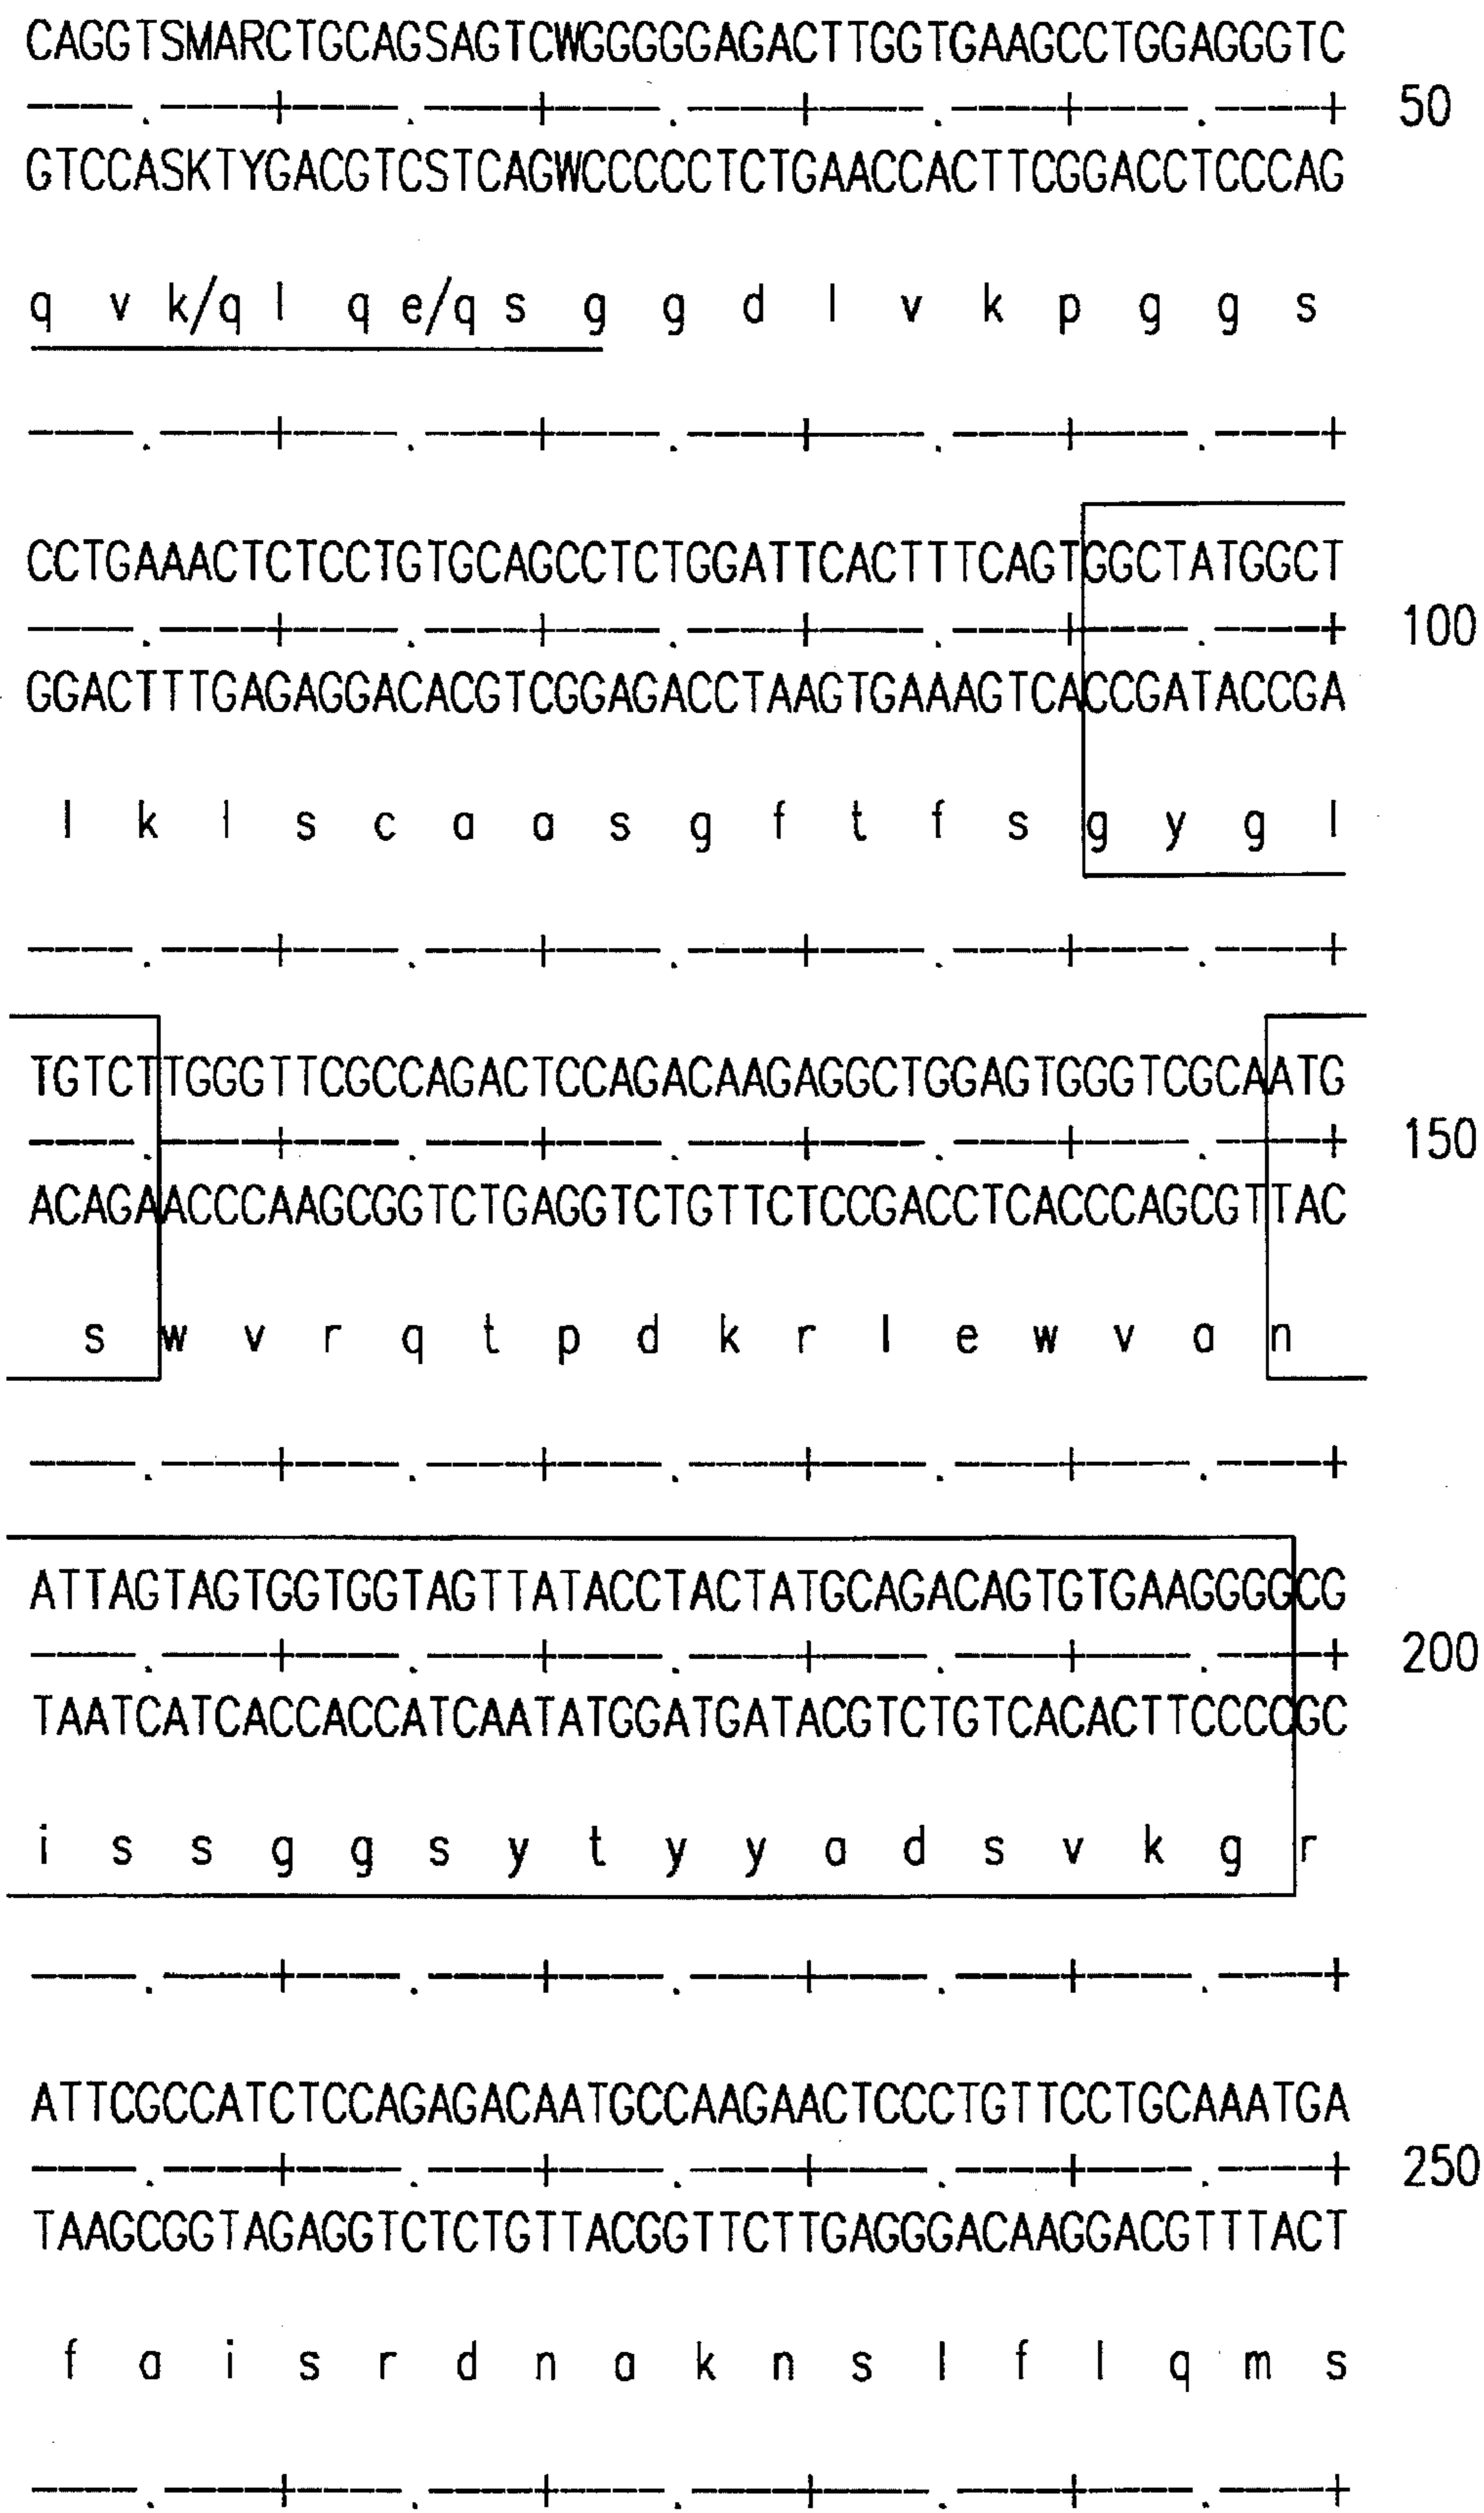 CAGGTSMARCTGCAGSAGTCWGGGGGAGACTTGGTGAAGCCTGGAGGGTC
----.----+----.----+----.----+----.----+----.----+ 50
GTCCASKTYGACGTCSTCAGWCCCCCTCTGAACCACTTCGGACCTCCCAG
q v k/q l q e/q s g g d l v k p g g s
----.----+----.----+----.----+----.----+----.----+
CCTGAAACTCTCCTGTGCAGCCTCTGGATTCACTTTCAGTGGCTATGGCT
----.----+----.----+----.----+----.----+----.----+ 100
GGACTTTGAGAGGACACGTCGGAGACCTAAGTGAAAGTCACCGATACCGA
l k l s c a a s g f t f s g y g l
----.----+----.----+----.----+----.----+----.----+
TGTCTTGGGTTCGCCAGACTCCAGACAAGAGGCTGGAGTGGGTCGCAATG
----.----+----.----+----.----+----.----+----.----+ 150
ACAGAACCCAAGCGGTCTGAGGTCTGTTCTCCGACCTCACCCAGCGTTAC
s w v r q t p d k r l e w v a n
----.----+----.----+----.----+----.----+----.----+
ATTAGTAGTGGTGGTAGTTATACCTACTATGCAGACAGTGTGAAGGGGCG
----.----+----.----+----.----+----.----+----.----+ 200
TAATCATCACCACCATCAATATGGATGATACGTCTGTCACACTTCCCCGC
i s s g g s y t y y a d s v k g r
----.----+----.----+----.----+----.----+----.----+
ATTCGCCATCTCCAGAGACAATGCCAAGAACTCCCTGTTCCTGCAAATGA
----.----+----.----+----.----+----.----+----.----+ 250
TAAGCGGTAGAGGTCTCTGTTACGGTTCTTGAGGGACAAGGACGTTTACT
f a i s r d n a k n s l f l q m s
----.----+----.----+----.----+----.----+----.----+